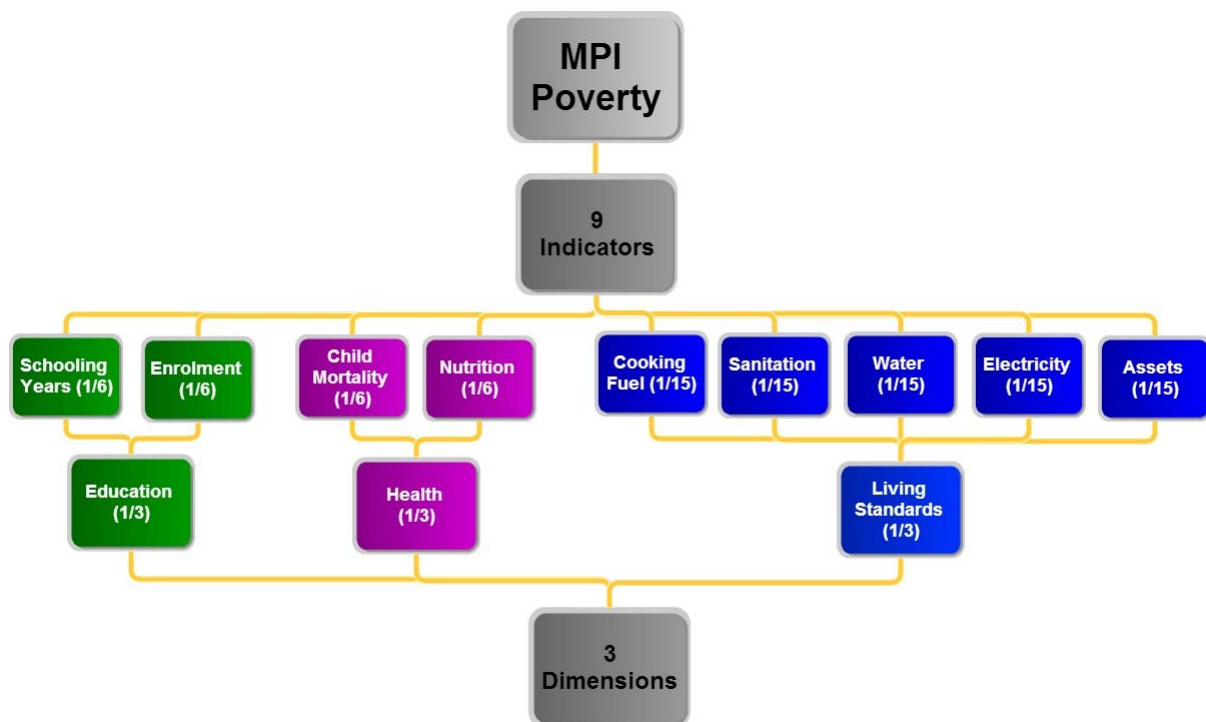 MPI
Poverty
9
Indicators
Schooling
Years (1/6)
Enrolment
(1/6)
Child
Mortality
(1/6)
Nutrition
(1/6)
Cooking
Fuel (1/15)
Sanitation
(1/15)
Water
(1/15)
Electricity
(1/15)
Assets
(1/15)
Education
(1/3)
Health
(1/3)
Living
Standards
(1/3)
3
Dimensions